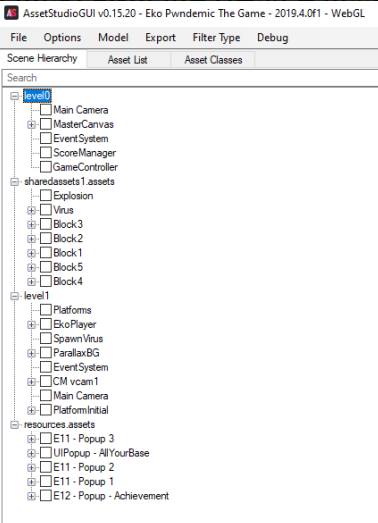 AS AssetStudioGUI v0.15.20 - Eko Pwndemic The Game - 2019.4.0f1 - WebGL
File Options Model Export Filter Type Debug
Scene Hierarchy Asset List Asset Classes
Search
level0
Main Camera
MasterCanvas
EventSystem
ScoreManager
GameController
sharedassets1.assets
Explosion
Virus
Block3
Block2
Block1
Block5
Block4
level1
Platforms
EkoPlayer
SpawnVirus
ParallaxBG
EventSystem
CM vcam1
Main Camera
PlatformInitial
resources.assets
E11 - Popup 3
UIPopup - AllYourBase
E11 - Popup 2
E11 - Popup 1
E12 - Popup - Achievement